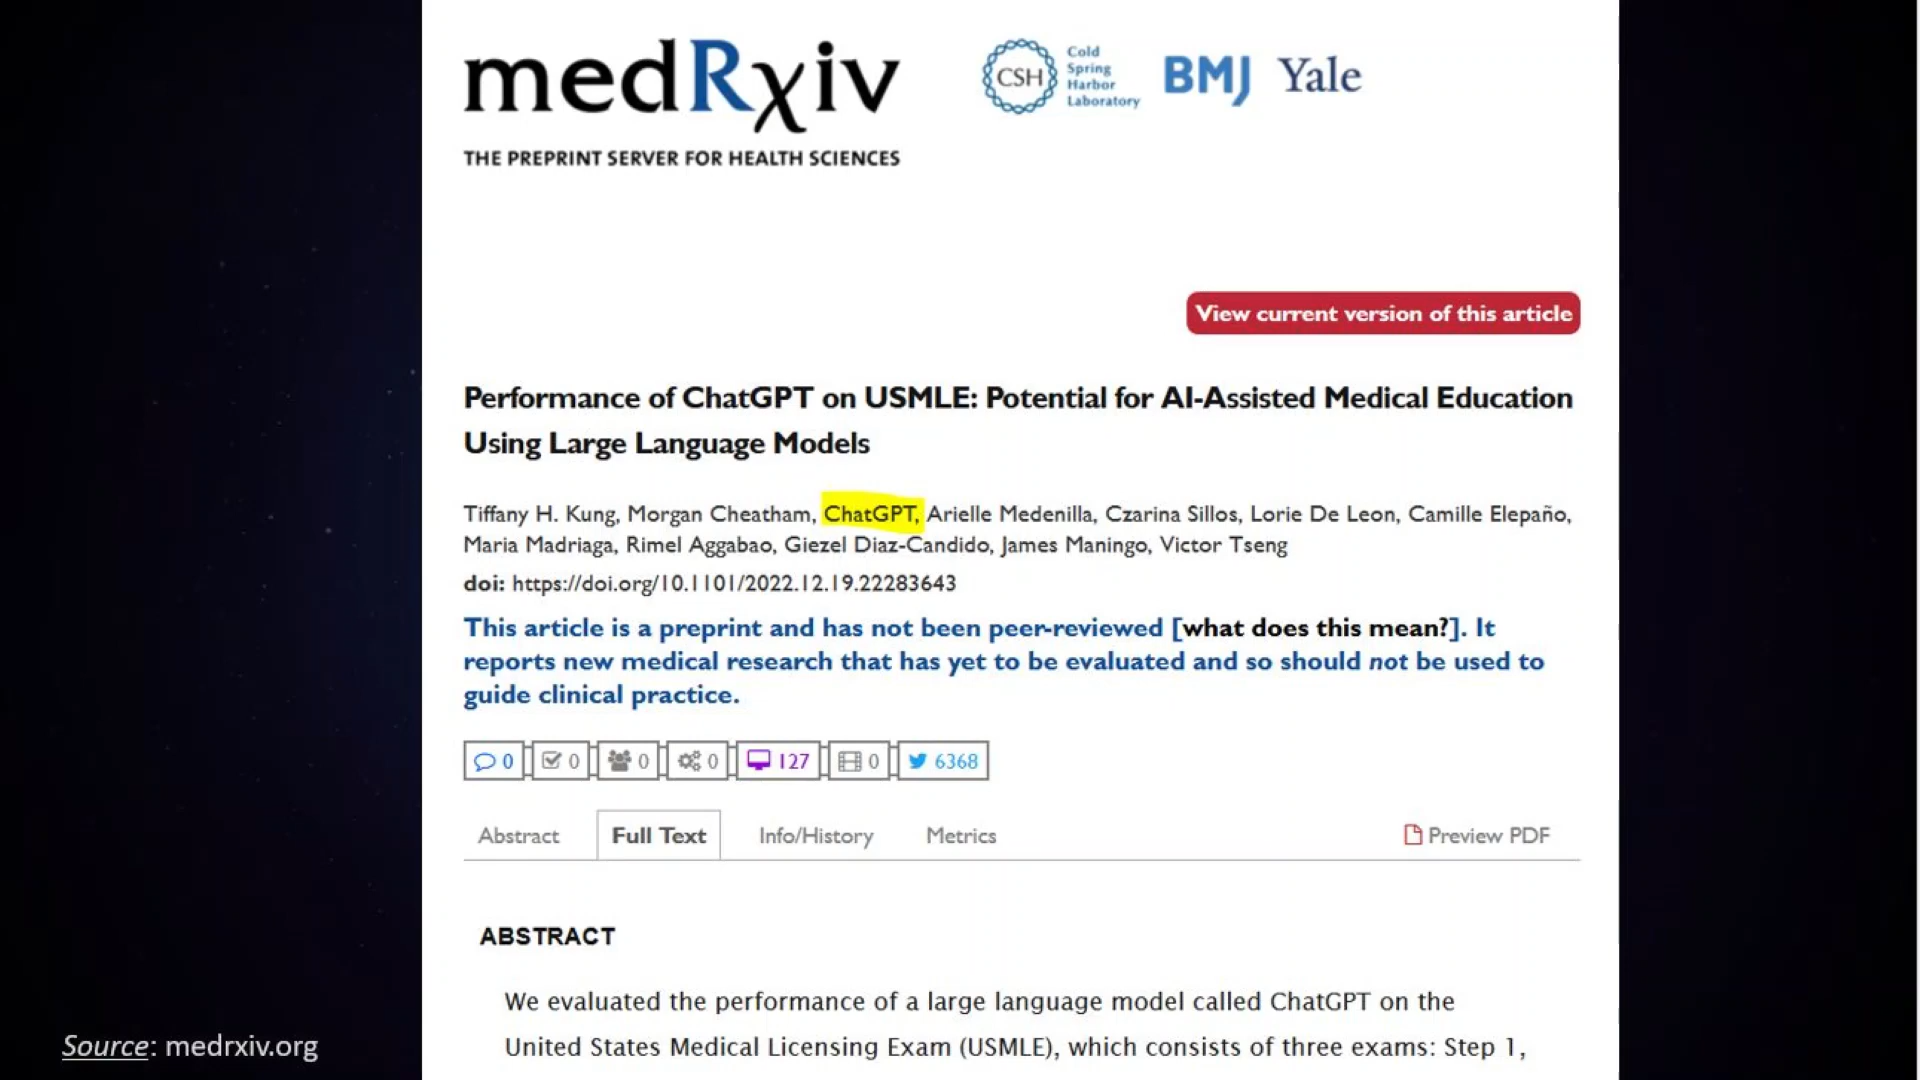 medRxiv
THE PREPRINT SERVER FOR HEALTH SCIENCES
CSH
Cold
Spring
Harbor
Laboratory
BMJ
Yale
View current version of this article
Performance of ChatGPT on USMLE: Potential for AI-Assisted Medical Education
Using Large Language Models
Tiffany H. Kung, Morgan Cheatham, ChatGPT, Arielle Medenilla, Czarina Sillos, Lorie De Leon, Camille Elepaño,
Maria Madriaga, Rimel Aggabao, Giezel Diaz-Candido, James Maningo, Victor Tseng
doi: https://doi.org/10.1101/2022.12.19.22283643
This article is a preprint and has not been peer-reviewed [what does this mean?]. It
reports new medical research that has yet to be evaluated and so should not be used to
guide clinical practice.
0 0 0 0 127 0 6368
Abstract Full Text Info/History Metrics Preview PDF
ABSTRACT
We evaluated the performance of a large language model called ChatGPT on the
United States Medical Licensing Exam (USMLE), which consists of three exams: Step 1,
Source: medrxiv.org